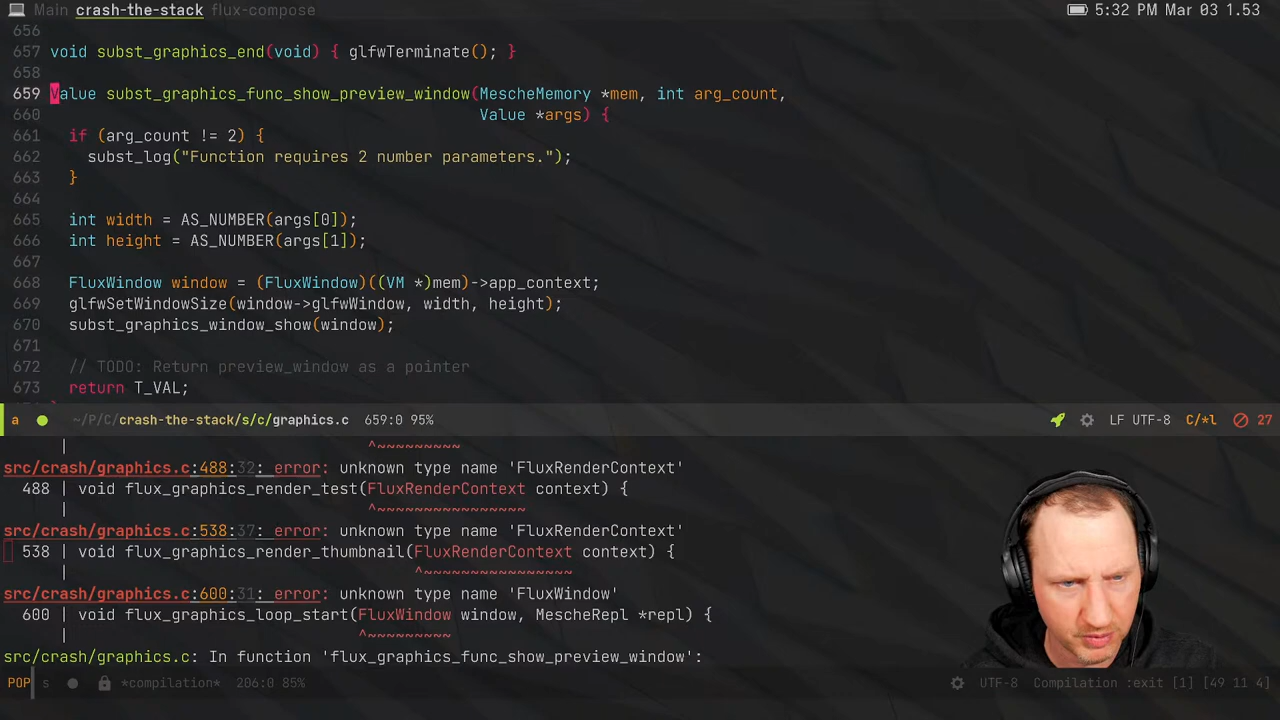 Main crash-the-stack flux-compose 5:32 PM Mar 03 1.53
656
657 void subst_graphics_end(void) { glfwTerminate(); }
658
659 Value subst_graphics_func_show_preview_window(MescheMemory *mem, int arg_count,
660 Value *args) {
661 if (arg_count != 2) {
662 subst_log("Function requires 2 number parameters.");
663 }
664
665 int width = AS_NUMBER(args[0]);
666 int height = AS_NUMBER(args[1]);
667
668 FluxWindow window = (FluxWindow)((VM *)mem)->app_context;
669 glfwSetWindowSize(window->glfwWindow, width, height);
670 subst_graphics_window_show(window);
671
672 // TODO: Return preview_window as a pointer
673 return T_VAL;
a ~/P/C/crash-the-stack/s/c/graphics.c 659:0 95% LF UTF-8 C/*l 27
| ^~~~~~~~~~
src/crash/graphics.c:488:32: error: unknown type name 'FluxRenderContext'
488 | void flux_graphics_render_test(FluxRenderContext context) {
| ^~~~~~~~~~~~~~~~~
src/crash/graphics.c:538:37: error: unknown type name 'FluxRenderContext'
538 | void flux_graphics_render_thumbnail(FluxRenderContext context) {
| ^~~~~~~~~~~~~~~~~
src/crash/graphics.c:600:31: error: unknown type name 'FluxWindow'
600 | void flux_graphics_loop_start(FluxWindow window, MescheRepl *repl) {
| ^~~~~~~~~~
src/crash/graphics.c: In function 'flux_graphics_func_show_preview_window':
POP s *compilation* 206:0 85% UTF-8 Compilation :exit [1] [49 11 4]